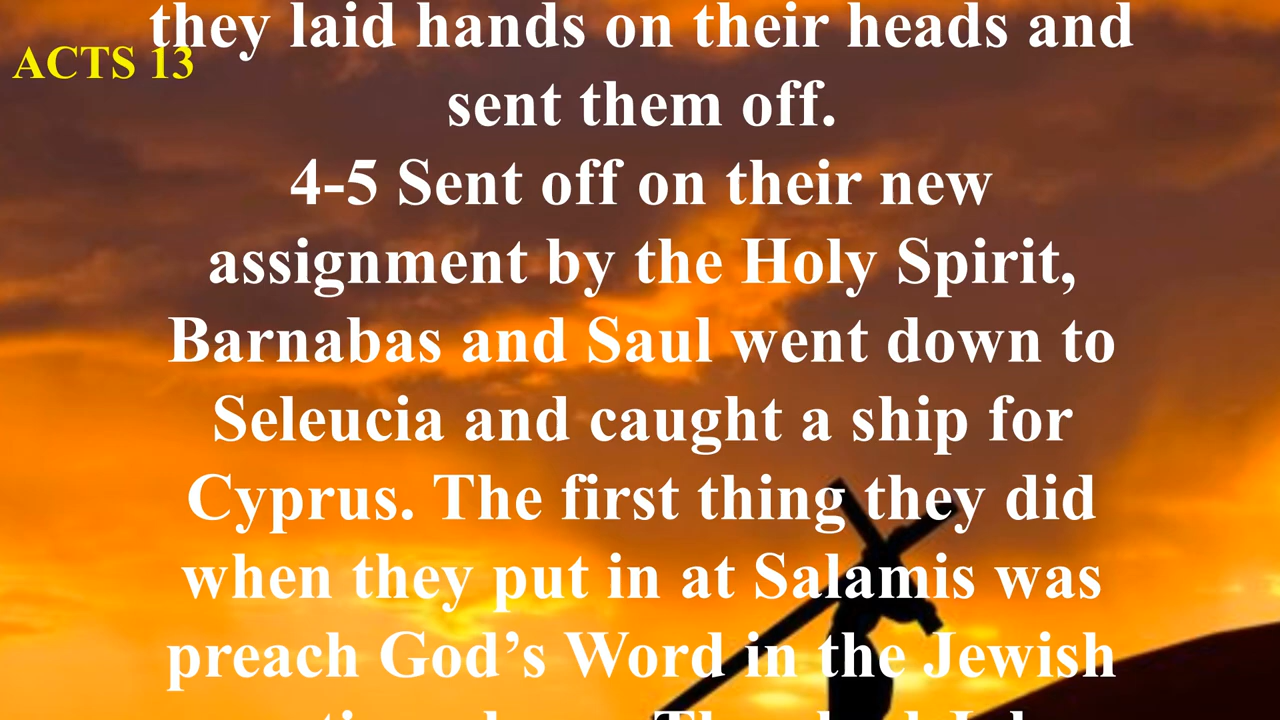 they laid hands on their heads and
ACTS 13
sent them off.
4-5 Sent off on their new
assignment by the Holy Spirit,
Barnabas and Saul went down to
Seleucia and caught a ship for
Cyprus. The first thing they did
when they put in at Salamis was
preach God’s Word in the Jewish